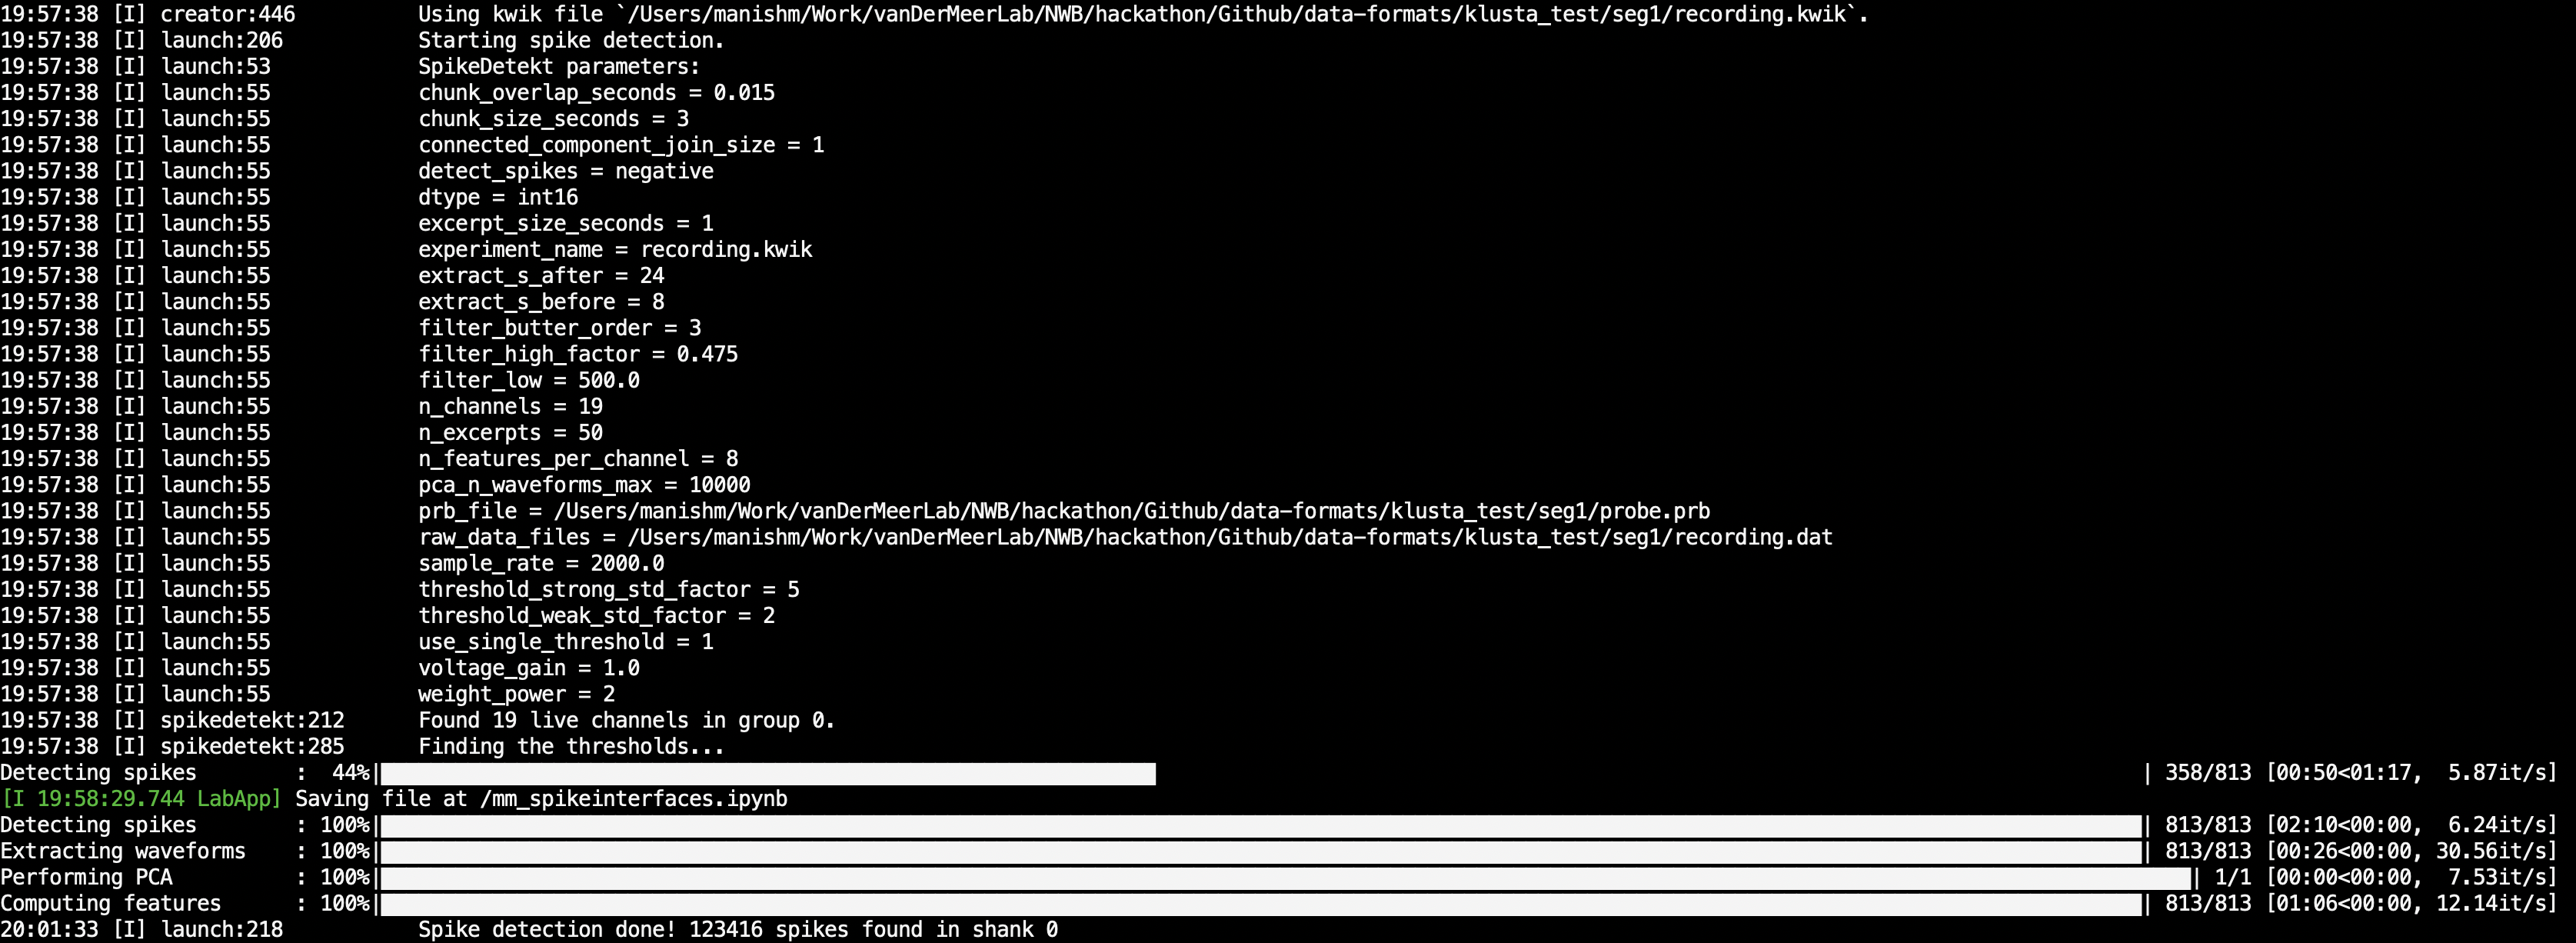 19:57:38 [I] creator:446 Using kwik file `/Users/manishm/Work/vanDerMeerLab/NWB/hackathon/Github/data-formats/klusta_test/seg1/recording.kwik`.
19:57:38 [I] launch:206 Starting spike detection.
19:57:38 [I] launch:53 SpikeDetekt parameters:
19:57:38 [I] launch:55 chunk_overlap_seconds = 0.015
19:57:38 [I] launch:55 chunk_size_seconds = 3
19:57:38 [I] launch:55 connected_component_join_size = 1
19:57:38 [I] launch:55 detect_spikes = negative
19:57:38 [I] launch:55 dtype = int16
19:57:38 [I] launch:55 excerpt_size_seconds = 1
19:57:38 [I] launch:55 experiment_name = recording.kwik
19:57:38 [I] launch:55 extract_s_after = 24
19:57:38 [I] launch:55 extract_s_before = 8
19:57:38 [I] launch:55 filter_butter_order = 3
19:57:38 [I] launch:55 filter_high_factor = 0.475
19:57:38 [I] launch:55 filter_low = 500.0
19:57:38 [I] launch:55 n_channels = 19
19:57:38 [I] launch:55 n_excerpts = 50
19:57:38 [I] launch:55 n_features_per_channel = 8
19:57:38 [I] launch:55 pca_n_waveforms_max = 10000
19:57:38 [I] launch:55 prb_file = /Users/manishm/Work/vanDerMeerLab/NWB/hackathon/Github/data-formats/klusta_test/seg1/probe.prb
19:57:38 [I] launch:55 raw_data_files = /Users/manishm/Work/vanDerMeerLab/NWB/hackathon/Github/data-formats/klusta_test/seg1/recording.dat
19:57:38 [I] launch:55 sample_rate = 2000.0
19:57:38 [I] launch:55 threshold_strong_std_factor = 5
19:57:38 [I] launch:55 threshold_weak_std_factor = 2
19:57:38 [I] launch:55 use_single_threshold = 1
19:57:38 [I] launch:55 voltage_gain = 1.0
19:57:38 [I] launch:55 weight_power = 2
19:57:38 [I] spikedetekt:212 Found 19 live channels in group 0.
19:57:38 [I] spikedetekt:285 Finding the thresholds...
Detecting spikes : 44%| | 358/813 [00:50<01:17, 5.87it/s]
[I 19:58:29.744 LabApp] Saving file at /mm_spikeinterfaces.ipynb
Detecting spikes : 100%| | 813/813 [02:10<00:00, 6.24it/s]
Extracting waveforms : 100%| | 813/813 [00:26<00:00, 30.56it/s]
Performing PCA : 100%| | 1/1 [00:00<00:00, 7.53it/s]
Computing features : 100%| | 813/813 [01:06<00:00, 12.14it/s]
20:01:33 [I] launch:218 Spike detection done! 123416 spikes found in shank 0